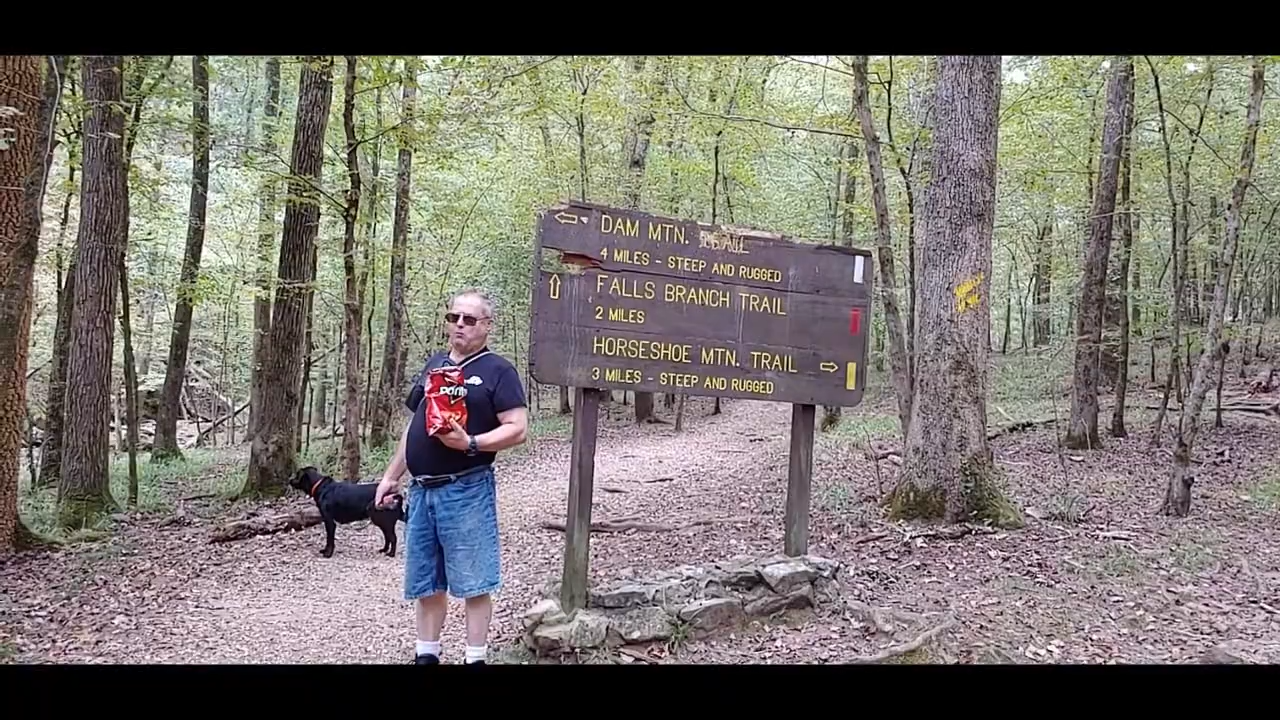 DAM MTN. TRAIL
4 MILES - STEEP AND RUGGED
FALLS BRANCH TRAIL
2 MILES
HORSESHOE MTN. TRAIL
3 MILES - STEEP AND RUGGED
Doritos